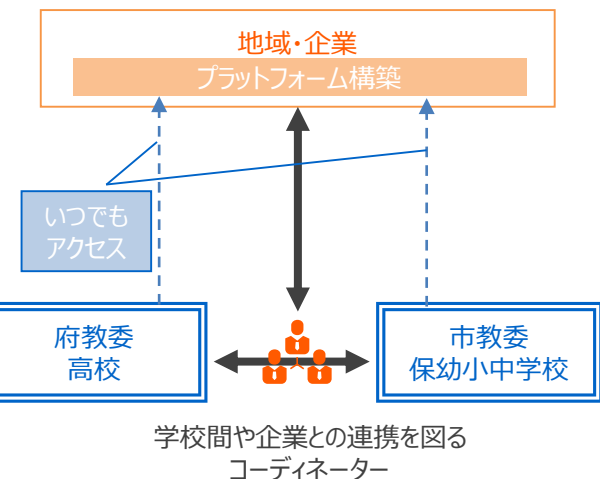 地域・企業
プラットフォーム構築
いつでも
アクセス
府教委
高校
市教委
保幼小中学校
学校間や企業との連携を図る
コーディネーター